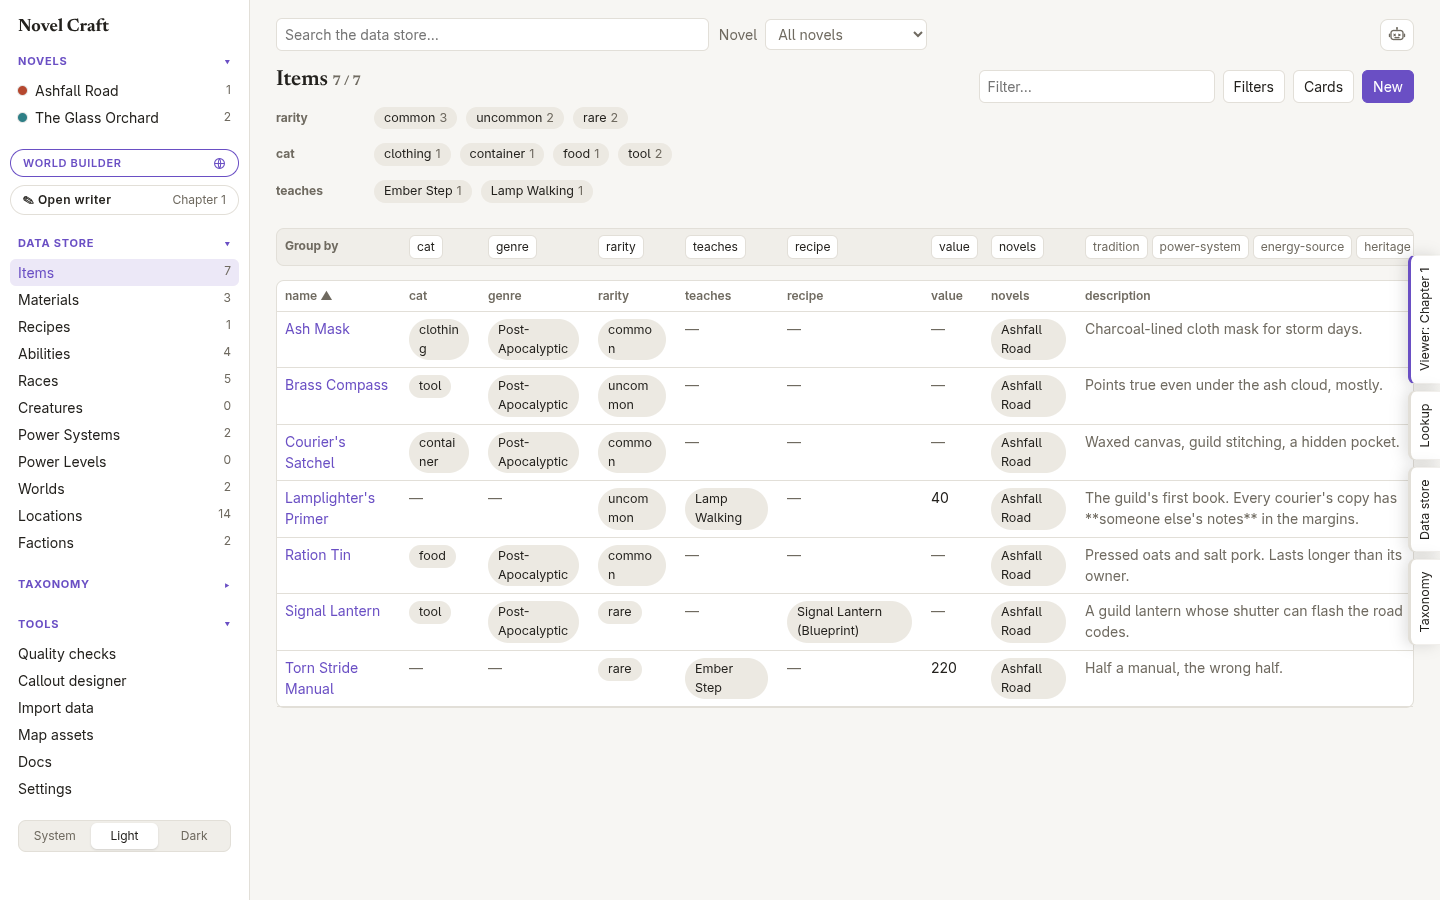 Novel Craft
NOVELS
Ashfall Road 1
The Glass Orchard 2
WORLD BUILDER
Open writer Chapter 1
DATA STORE
Items 7
Materials 3
Recipes 1
Abilities 4
Races 5
Creatures 0
Power Systems 2
Power Levels 0
Worlds 2
Locations 14
Factions 2
TAXONOMY
TOOLS
Quality checks
Callout designer
Import data
Map assets
Docs
Settings
System Light Dark
Search the data store... Novel All novels
Items 7 / 7 Filter... Filters Cards New
rarity common 3 uncommon 2 rare 2
cat clothing 1 container 1 food 1 tool 2
teaches Ember Step 1 Lamp Walking 1
Group by cat genre rarity teaches recipe value novels tradition power-system energy-source heritage
name ▲ cat genre rarity teaches recipe value novels description
Ash Mask clothin Post- commo — — — Ashfall Charcoal-lined cloth mask for storm days.
g Apocalyptic n Road
Brass Compass tool Post- uncom — — — Ashfall Points true even under the ash cloud, mostly.
Apocalyptic mon Road
Courier's contai Post- commo — — — Ashfall Waxed canvas, guild stitching, a hidden pocket.
Satchel ner Apocalyptic n Road
Lamplighter's — — uncom Lamp — 40 Ashfall The guild's first book. Every courier's copy has
Primer mon Walking Road **someone else's notes** in the margins.
Ration Tin food Post- commo — — — Ashfall Pressed oats and salt pork. Lasts longer than its
Apocalyptic n Road owner.
Signal Lantern tool Post- rare — Signal Lantern — Ashfall A guild lantern whose shutter can flash the road
Apocalyptic (Blueprint) Road codes.
Torn Stride — — rare Ember — 220 Ashfall Half a manual, the wrong half.
Manual Step Road
Viewer: Chapter 1
Lookup
Data store
Taxonomy